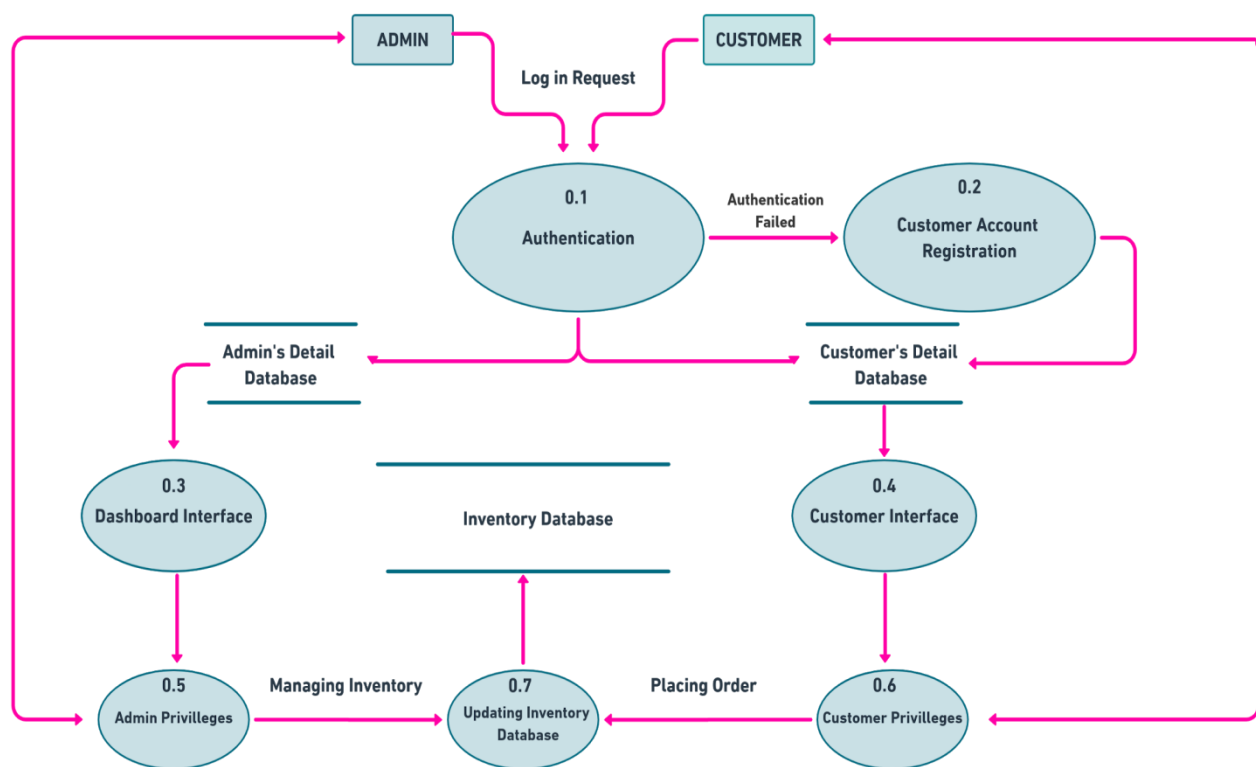 ADMIN
CUSTOMER
Log in Request
0.1
Authentication
Authentication
Failed
0.2
Customer Account
Registration
Admin's Detail
Database
Customer's Detail
Database
0.3
Dashboard Interface
Inventory Database
0.4
Customer Interface
0.5
Admin Privilleges
Managing Inventory
0.7
Updating Inventory
Database
Placing Order
0.6
Customer Privilleges